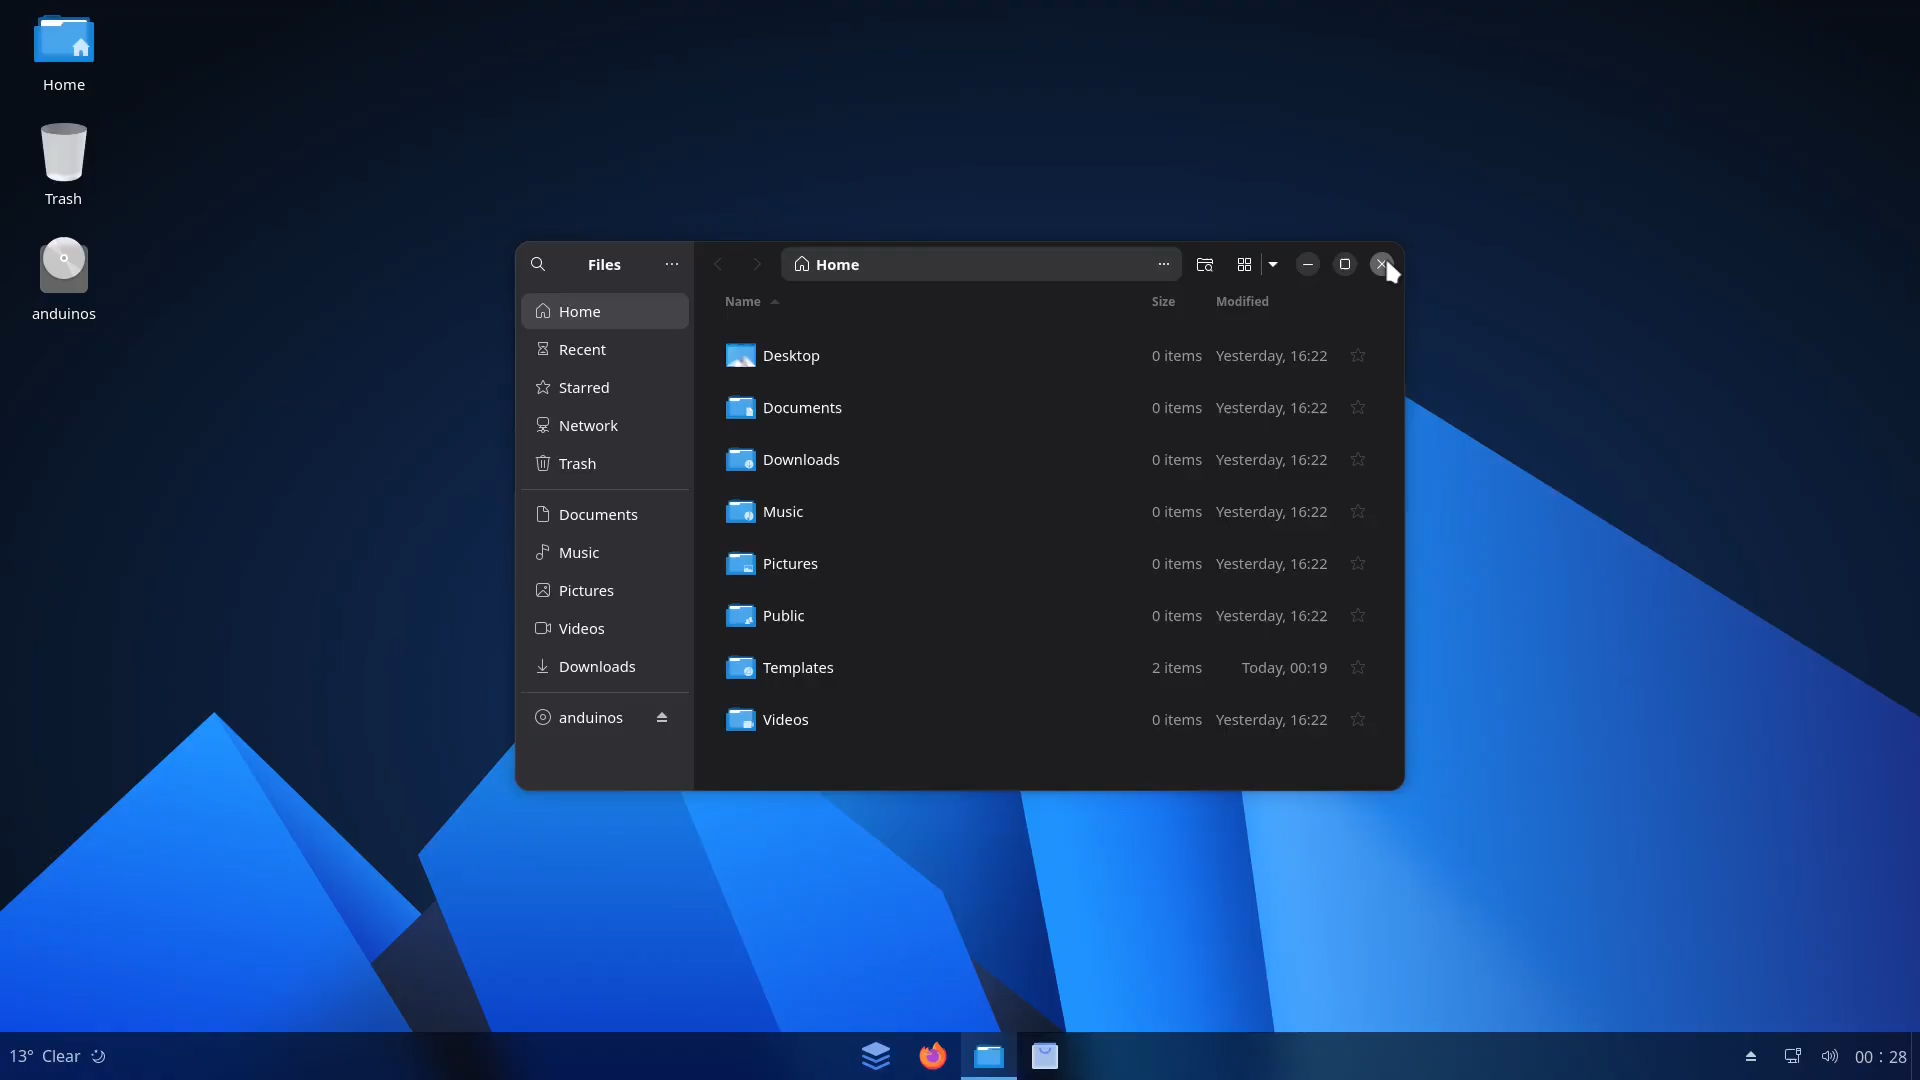 Home
Trash
anduinos
Files
Home
Recent
Starred
Network
Trash
Documents
Music
Pictures
Videos
Downloads
anduinos
Home
Name Size Modified
Desktop 0 items Yesterday, 16:22
Documents 0 items Yesterday, 16:22
Downloads 0 items Yesterday, 16:22
Music 0 items Yesterday, 16:22
Pictures 0 items Yesterday, 16:22
Public 0 items Yesterday, 16:22
Templates 2 items Today, 00:19
Videos 0 items Yesterday, 16:22
13° Clear
00 : 28